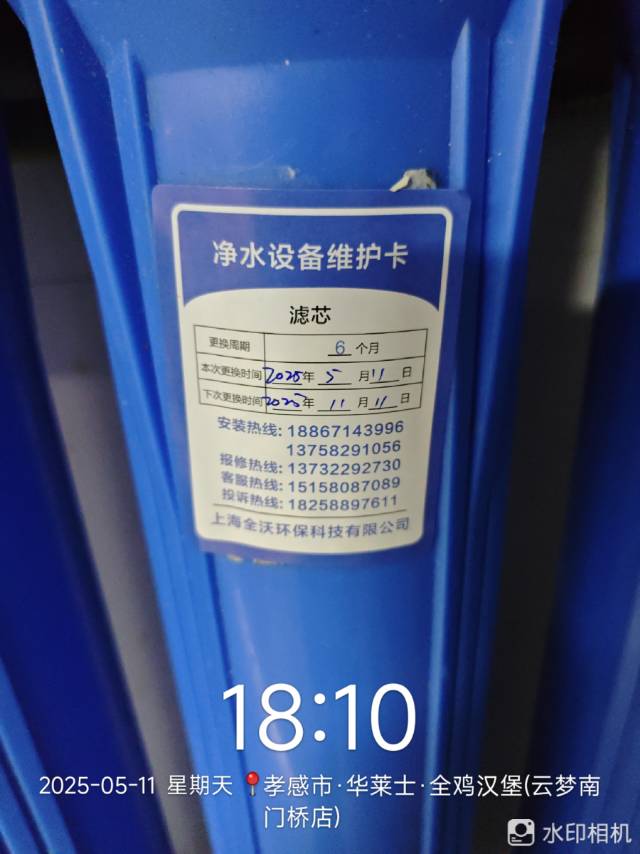 净水设备维护卡
滤芯
更换周期 6 个月
本次更换时间 2025年 5 月 11 日
下次更换时间 2025年 11 月 11 日
安装热线: 18867143996
13758291056
报修热线: 13732292730
客服热线: 15158087089
投诉热线: 18258897611
上海全沃环保科技有限公司
18:10
2025-05-11 星期天 📍孝感市·华莱士·全鸡汉堡(云梦南
门桥店)
水印相机